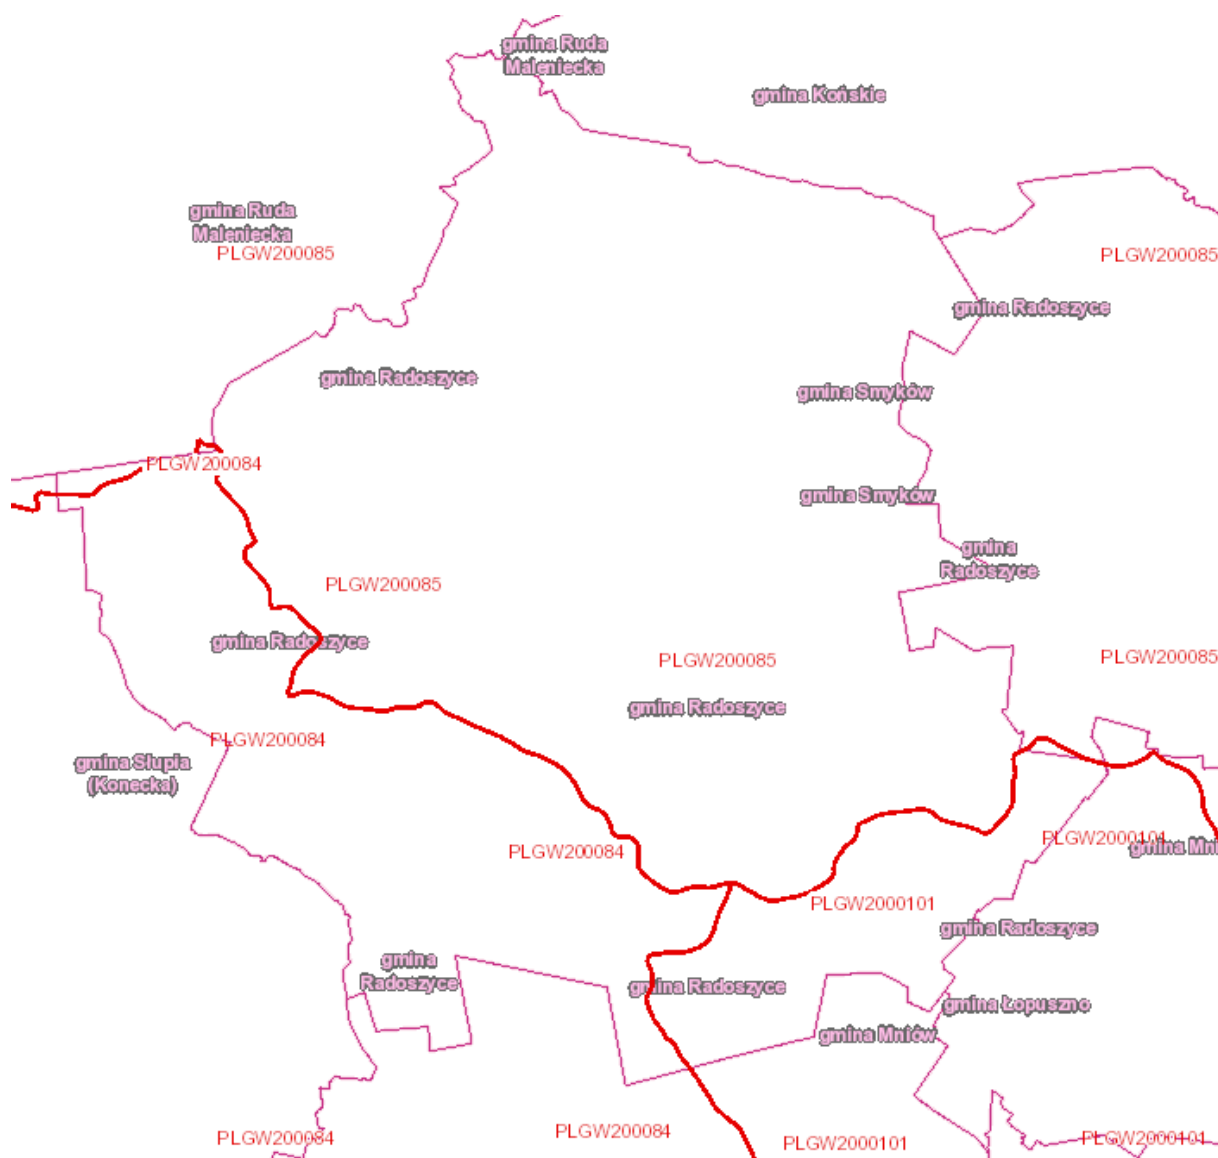 gmina Ruda
Maleniecka
gmina Końskie
gmina Ruda
Maleniecka
PLGW200085
PLGW200085
gmina Radoszyce
gmina Radoszyce
gmina Smyków
PLGW200084
gmina Smyków
gmina
Radoszyce
PLGW200085
gmina Radoszyce
PLGW200085
PLGW200085
gmina Radoszyce
PLGW200084
gmina Słupia
(Konecka)
PLGW2000101
gmina Mni
PLGW200084
PLGW2000101
gmina Radoszyce
gmina
Radoszyce
gmina Radoszyce
gmina Łopuszno
gmina Mniów
PLGW200084
PLGW200084
PLGW2000101
PLGW2000101